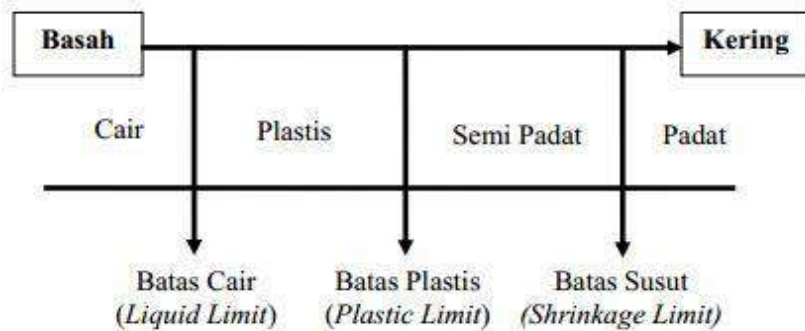 Basah
Kering
Cair
Plastis
Semi Padat
Padat
Batas Cair
(Liquid Limit)
Batas Plastis
(Plastic Limit)
Batas Susut
(Shrinkage Limit)